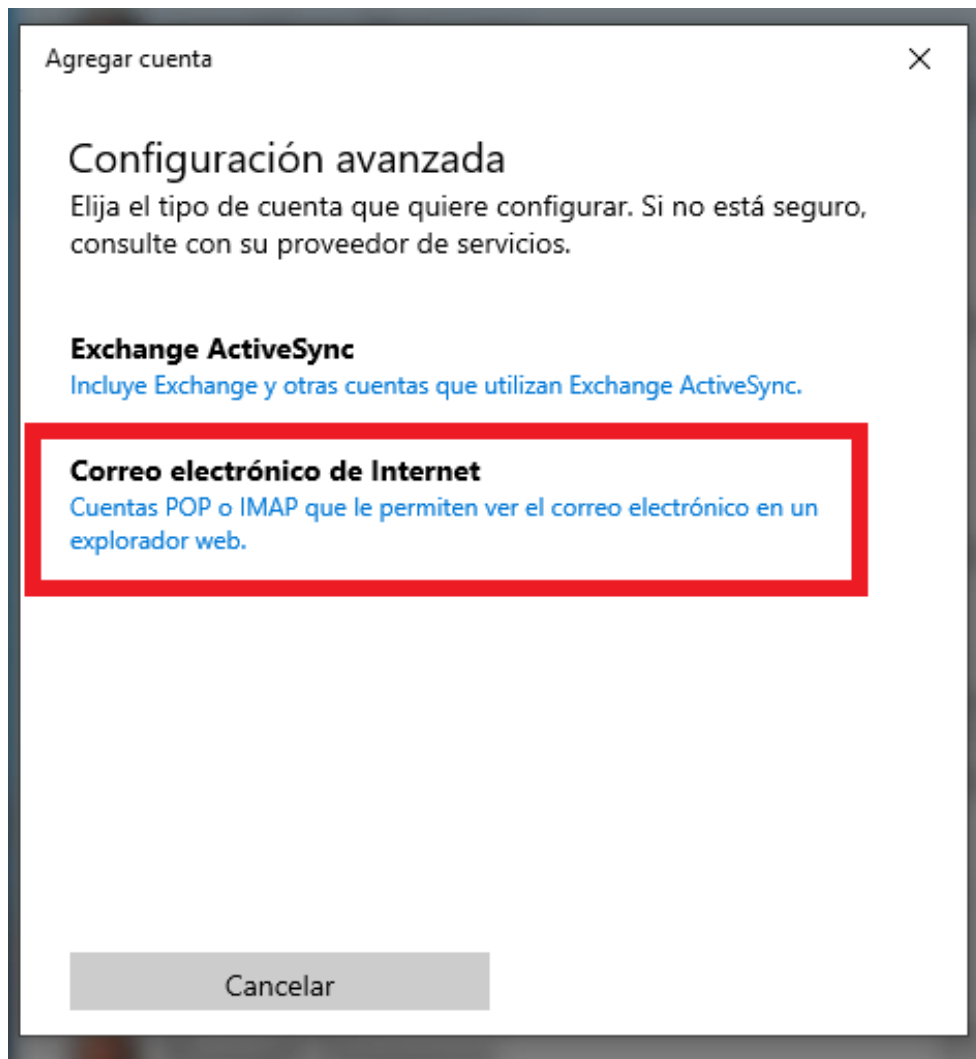 Agregar cuenta
Configuración avanzada
Elija el tipo de cuenta que quiere configurar. Si no está seguro,
consulte con su proveedor de servicios.
Exchange ActiveSync
Incluye Exchange y otras cuentas que utilizan Exchange ActiveSync.
Correo electrónico de Internet
Cuentas POP o IMAP que le permiten ver el correo electrónico en un
explorador web.
Cancelar